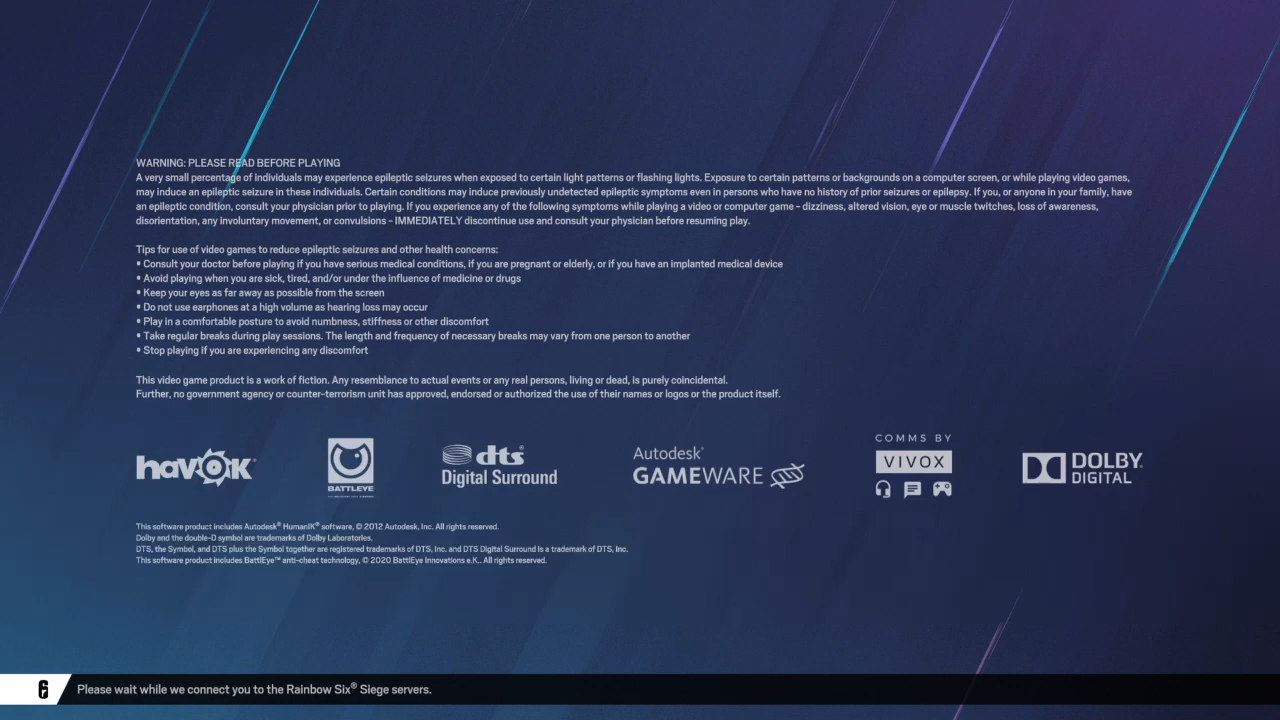 WARNING: PLEASE READ BEFORE PLAYING
A very small percentage of individuals may experience epileptic seizures when exposed to certain light patterns or flashing lights. Exposure to certain patterns or backgrounds on a computer screen, or while playing video games,
may induce an epileptic seizure in these individuals. Certain conditions may induce previously undetected epileptic symptoms even in persons who have no history of prior seizures or epilepsy. If you, or anyone in your family, have
an epileptic condition, consult your physician prior to playing. If you experience any of the following symptoms while playing a video or computer game – dizziness, altered vision, eye or muscle twitches, loss of awareness,
disorientation, any involuntary movement, or convulsions – IMMEDIATELY discontinue use and consult your physician before resuming play.
Tips for use of video games to reduce epileptic seizures and other health concerns:
• Consult your doctor before playing if you have serious medical conditions, if you are pregnant or elderly, or if you have an implanted medical device
• Avoid playing when you are sick, tired, and/or under the influence of medicine or drugs
• Keep your eyes as far away as possible from the screen
• Do not use earphones at a high volume as hearing loss may occur
• Play in a comfortable posture to avoid numbness, stiffness or other discomfort
• Take regular breaks during play sessions. The length and frequency of necessary breaks may vary from one person to another
• Stop playing if you are experiencing any discomfort
This video game product is a work of fiction. Any resemblance to actual events or any real persons, living or dead, is purely coincidental.
Further, no government agency or counter-terrorism unit has approved, endorsed or authorized the use of their names or logos or the product itself.
havok®
BATTLEYE
dts®
Digital Surround
Autodesk®
GAMEWARE
COMMS BY
VIVOX
DOLBY®
DIGITAL
This software product includes Autodesk® HumanIK® software, © 2012 Autodesk, Inc. All rights reserved.
Dolby and the double-D symbol are trademarks of Dolby Laboratories.
DTS, the Symbol, and DTS plus the Symbol together are registered trademarks of DTS, Inc. and DTS Digital Surround is a trademark of DTS, Inc.
This software product includes BattlEye™ anti-cheat technology, © 2020 BattlEye Innovations e.K.. All rights reserved.
6 Please wait while we connect you to the Rainbow Six® Siege servers.